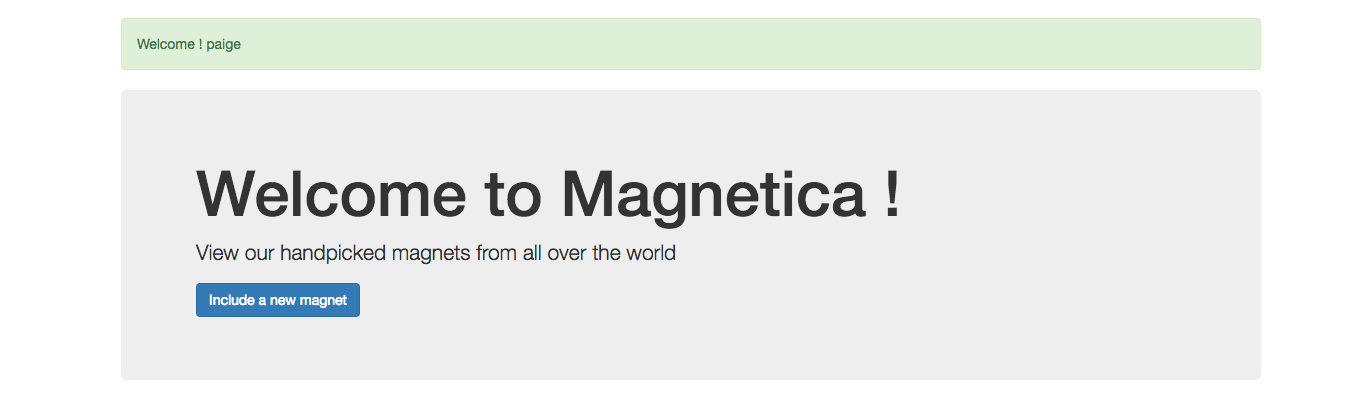 Welcome ! paige
Welcome to Magnetica !
View our handpicked magnets from all over the world
Include a new magnet